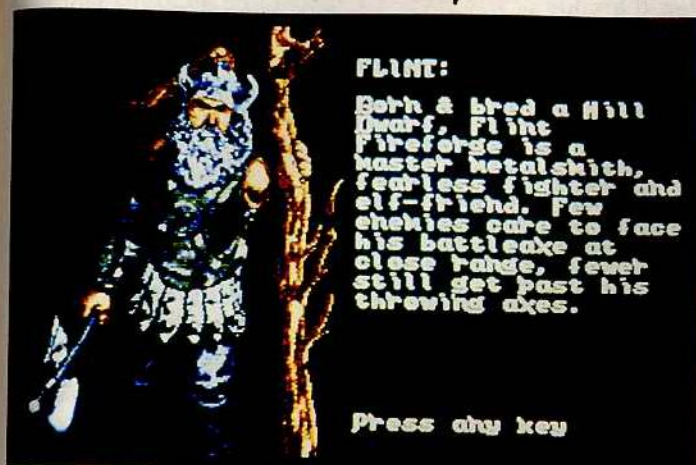 FLINT:
Born & bred a Hill
Dwarf, Flint
Fireforge is a
master metalsmith,
fearless fighter and
elf-friend. Few
enemies care to face
his battleaxe at
close range, fewer
still get past his
throwing axes.
Press any key